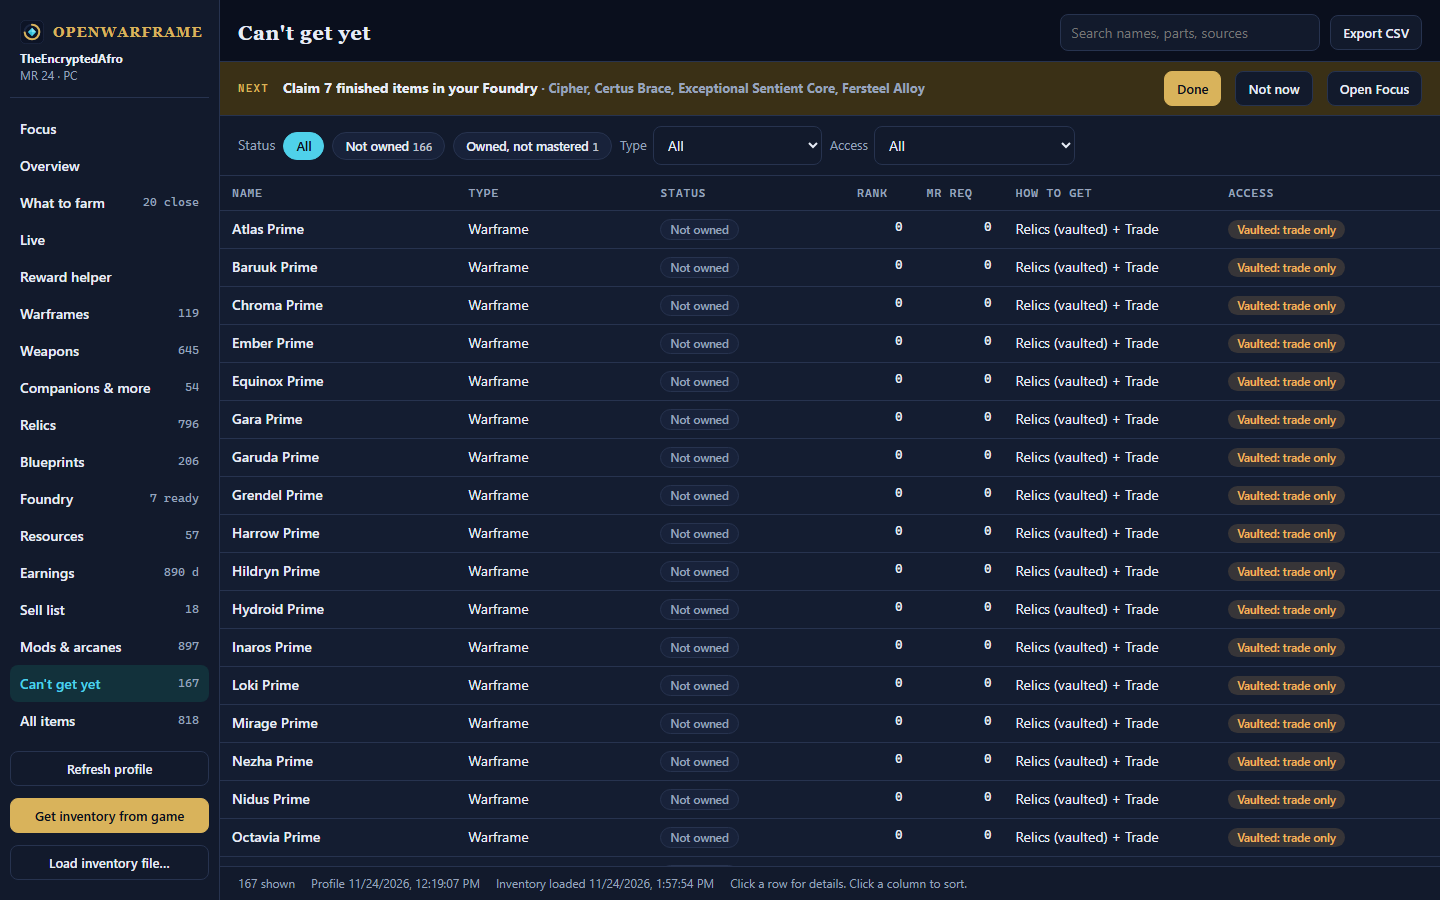 OPENWARFRAME
TheEncryptedAfro
MR 24 · PC
Focus
Overview
What to farm 20 close
Live
Reward helper
Warframes 119
Weapons 645
Companions & more 54
Relics 796
Blueprints 206
Foundry 7 ready
Resources 57
Earnings 890 d
Sell list 18
Mods & arcanes 897
Can't get yet 167
All items 818
Refresh profile
Get inventory from game
Load inventory file...
Can't get yet
Search names, parts, sources
Export CSV
NEXT Claim 7 finished items in your Foundry · Cipher, Certus Brace, Exceptional Sentient Core, Fersteel Alloy
Done Not now Open Focus
Status All Not owned 166 Owned, not mastered 1 Type All Access All
NAME TYPE STATUS RANK MR REQ HOW TO GET ACCESS
Atlas Prime Warframe Not owned 0 0 Relics (vaulted) + Trade Vaulted: trade only
Baruuk Prime Warframe Not owned 0 0 Relics (vaulted) + Trade Vaulted: trade only
Chroma Prime Warframe Not owned 0 0 Relics (vaulted) + Trade Vaulted: trade only
Ember Prime Warframe Not owned 0 0 Relics (vaulted) + Trade Vaulted: trade only
Equinox Prime Warframe Not owned 0 0 Relics (vaulted) + Trade Vaulted: trade only
Gara Prime Warframe Not owned 0 0 Relics (vaulted) + Trade Vaulted: trade only
Garuda Prime Warframe Not owned 0 0 Relics (vaulted) + Trade Vaulted: trade only
Grendel Prime Warframe Not owned 0 0 Relics (vaulted) + Trade Vaulted: trade only
Harrow Prime Warframe Not owned 0 0 Relics (vaulted) + Trade Vaulted: trade only
Hildryn Prime Warframe Not owned 0 0 Relics (vaulted) + Trade Vaulted: trade only
Hydroid Prime Warframe Not owned 0 0 Relics (vaulted) + Trade Vaulted: trade only
Inaros Prime Warframe Not owned 0 0 Relics (vaulted) + Trade Vaulted: trade only
Loki Prime Warframe Not owned 0 0 Relics (vaulted) + Trade Vaulted: trade only
Mirage Prime Warframe Not owned 0 0 Relics (vaulted) + Trade Vaulted: trade only
Nezha Prime Warframe Not owned 0 0 Relics (vaulted) + Trade Vaulted: trade only
Nidus Prime Warframe Not owned 0 0 Relics (vaulted) + Trade Vaulted: trade only
Octavia Prime Warframe Not owned 0 0 Relics (vaulted) + Trade Vaulted: trade only
167 shown Profile 11/24/2026, 12:19:07 PM Inventory loaded 11/24/2026, 1:57:54 PM Click a row for details. Click a column to sort.